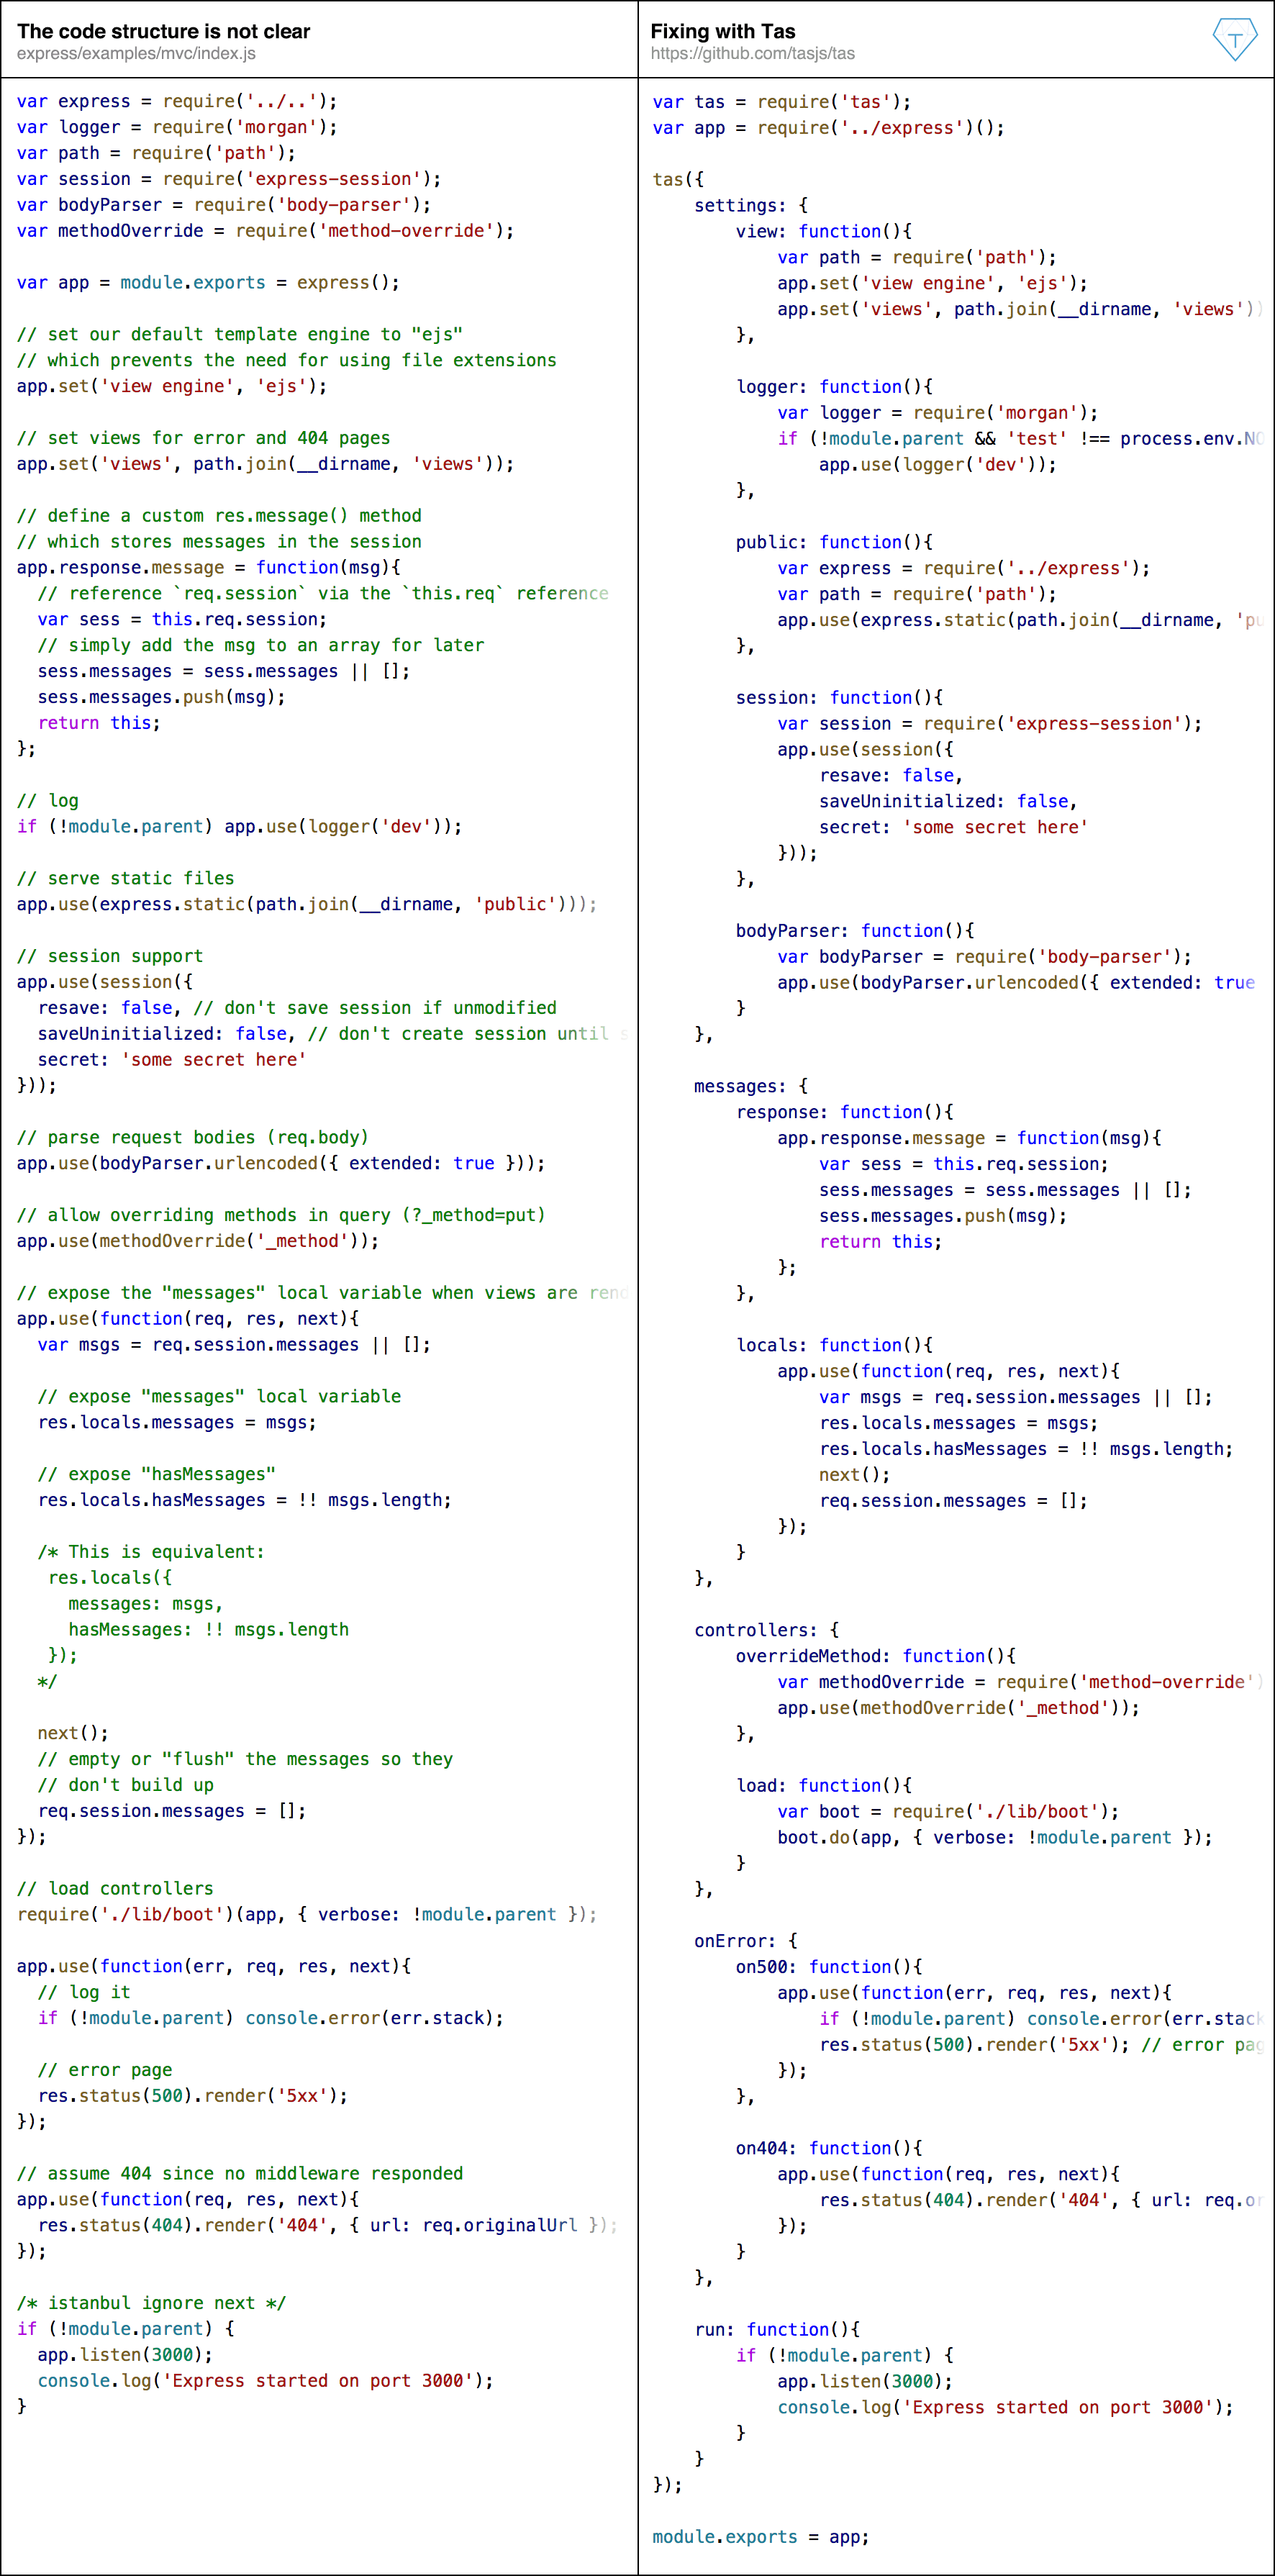 The code structure is not clear
express/examples/mvc/index.js
var express = require('../..');
var logger = require('morgan');
var path = require('path');
var session = require('express-session');
var bodyParser = require('body-parser');
var methodOverride = require('method-override');
var app = module.exports = express();
// set our default template engine to "ejs"
// which prevents the need for using file extensions
app.set('view engine', 'ejs');
// set views for error and 404 pages
app.set('views', path.join(__dirname, 'views'));
// define a custom res.message() method
// which stores messages in the session
app.response.message = function(msg){
// reference `req.session` via the `this.req` reference
var sess = this.req.session;
// simply add the msg to an array for later
sess.messages = sess.messages || [];
sess.messages.push(msg);
return this;
};
// log
if (!module.parent) app.use(logger('dev'));
// serve static files
app.use(express.static(path.join(__dirname, 'public')));
// session support
app.use(session({
resave: false, // don't save session if unmodified
saveUninitialized: false, // don't create session until s
secret: 'some secret here'
}));
// parse request bodies (req.body)
app.use(bodyParser.urlencoded({ extended: true }));
// allow overriding methods in query (?_method=put)
app.use(methodOverride('_method'));
// expose the "messages" local variable when views are rend
app.use(function(req, res, next){
var msgs = req.session.messages || [];
// expose "messages" local variable
res.locals.messages = msgs;
// expose "hasMessages"
res.locals.hasMessages = !! msgs.length;
/* This is equivalent:
res.locals({
messages: msgs,
hasMessages: !! msgs.length
});
*/
next();
// empty or "flush" the messages so they
// don't build up
req.session.messages = [];
});
// load controllers
require('./lib/boot')(app, { verbose: !module.parent });
app.use(function(err, req, res, next){
// log it
if (!module.parent) console.error(err.stack);
// error page
res.status(500).render('5xx');
});
// assume 404 since no middleware responded
app.use(function(req, res, next){
res.status(404).render('404', { url: req.originalUrl });
});
/* istanbul ignore next */
if (!module.parent) {
app.listen(3000);
console.log('Express started on port 3000');
}
Fixing with Tas
https://github.com/tasjs/tas
T
var tas = require('tas');
var app = require('../express')();
tas({
settings: {
view: function(){
var path = require('path');
app.set('view engine', 'ejs');
app.set('views', path.join(__dirname, 'views'))
},
logger: function(){
var logger = require('morgan');
if (!module.parent && 'test' !== process.env.NO
app.use(logger('dev'));
},
public: function(){
var express = require('../express');
var path = require('path');
app.use(express.static(path.join(__dirname, 'pu
},
session: function(){
var session = require('express-session');
app.use(session({
resave: false,
saveUninitialized: false,
secret: 'some secret here'
}));
},
bodyParser: function(){
var bodyParser = require('body-parser');
app.use(bodyParser.urlencoded({ extended: true
}
},
messages: {
response: function(){
app.response.message = function(msg){
var sess = this.req.session;
sess.messages = sess.messages || [];
sess.messages.push(msg);
return this;
};
},
locals: function(){
app.use(function(req, res, next){
var msgs = req.session.messages || [];
res.locals.messages = msgs;
res.locals.hasMessages = !! msgs.length;
next();
req.session.messages = [];
});
}
},
controllers: {
overrideMethod: function(){
var methodOverride = require('method-override')
app.use(methodOverride('_method'));
},
load: function(){
var boot = require('./lib/boot');
boot.do(app, { verbose: !module.parent });
}
},
onError: {
on500: function(){
app.use(function(err, req, res, next){
if (!module.parent) console.error(err.stack
res.status(500).render('5xx'); // error pag
});
},
on404: function(){
app.use(function(req, res, next){
res.status(404).render('404', { url: req.or
});
}
},
run: function(){
if (!module.parent) {
app.listen(3000);
console.log('Express started on port 3000');
}
}
});
module.exports = app;